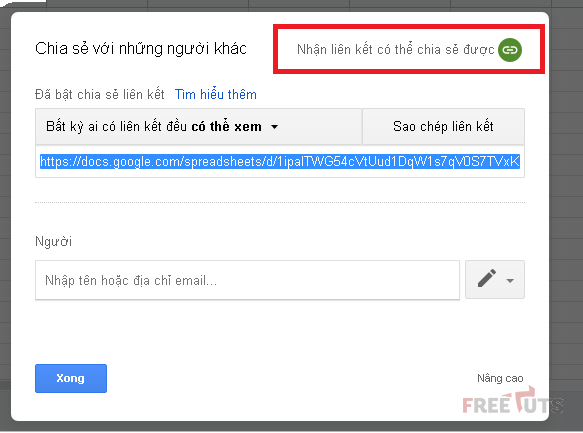 Chia sẻ với những người khác
Nhận liên kết có thể chia sẻ được
Đã bật chia sẻ liên kết Tìm hiểu thêm
Bất kỳ ai có liên kết đều có thể xem
Sao chép liên kết
https://docs.google.com/spreadsheets/d/1ipalTWG54cVtUud1DqW1s7qV0S7TVxK
Người
Nhập tên hoặc địa chỉ email...
Xong
Nâng cao
FREETUTS